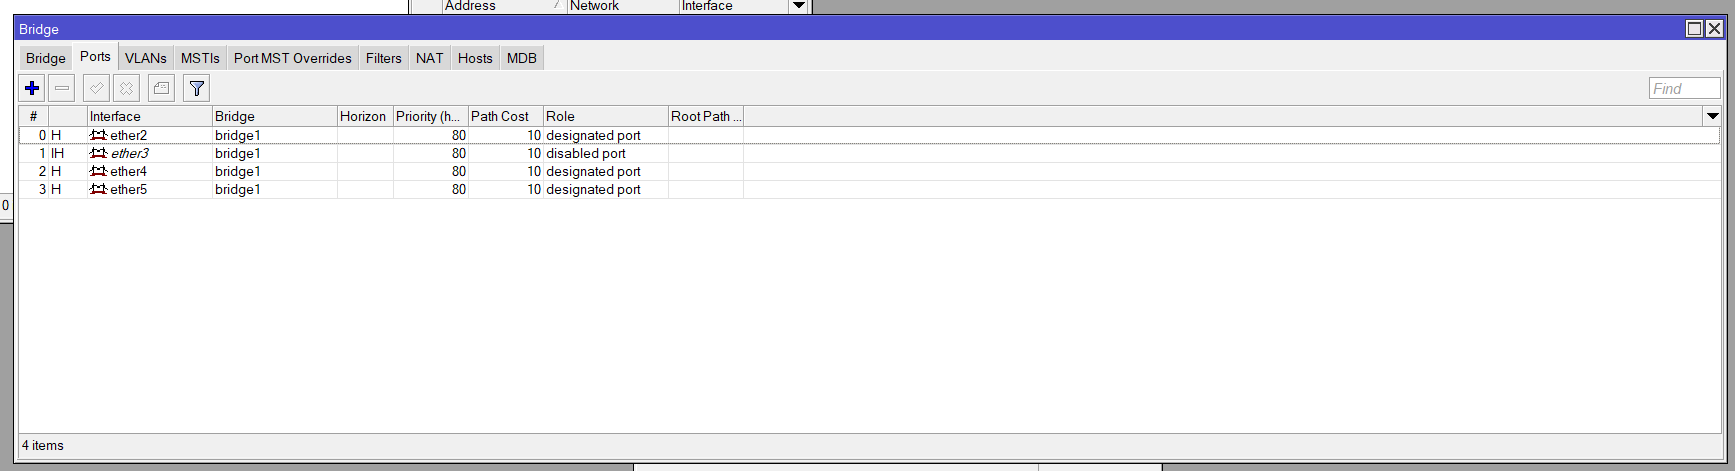 Address Network Interface
Bridge
Bridge Ports VLANs MSTIs Port MST Overrides Filters NAT Hosts MDB
Find
# Interface Bridge Horizon Priority (h... Path Cost Role Root Path ...
0 H ether2 bridge1 80 10 designated port
1 IH ether3 bridge1 80 10 disabled port
2 H ether4 bridge1 80 10 designated port
3 H ether5 bridge1 80 10 designated port
0
4 items